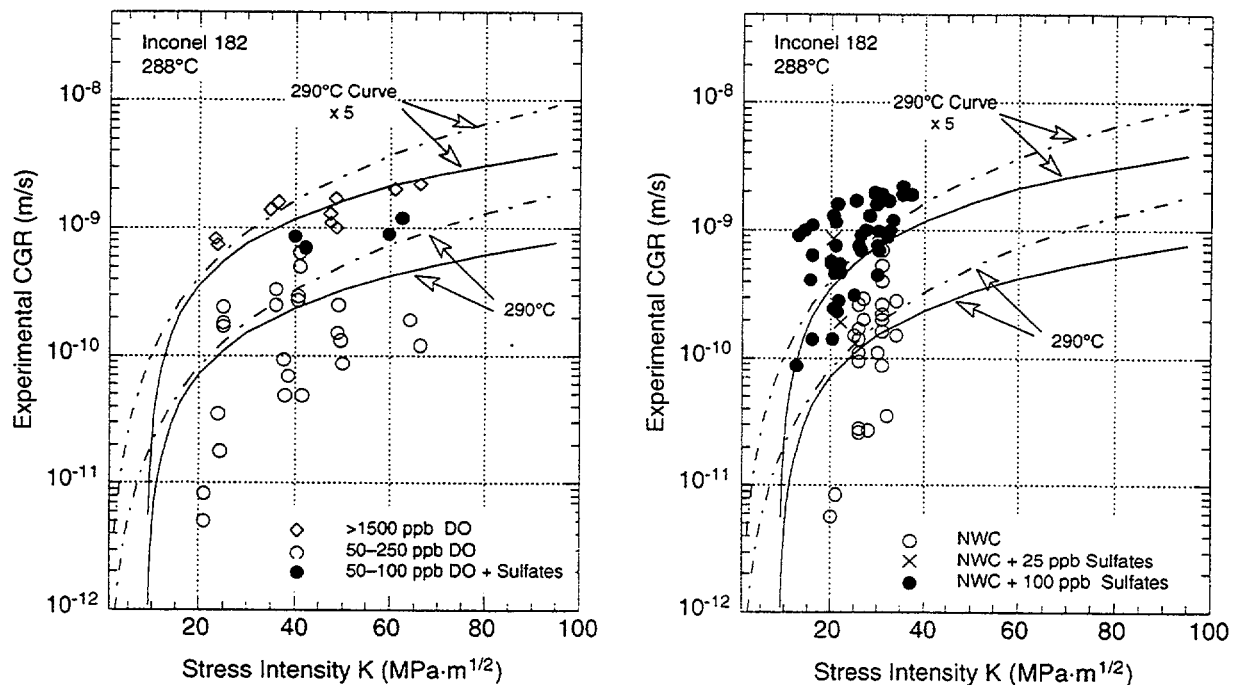 Inconel 182
288°C
290°C Curve
x 5
290°C
10-8
10-9
10-10
10-11
10-12
Experimental CGR (m/s)
◇ >1500 ppb DO
○ 50–250 ppb DO
● 50–100 ppb DO + Sulfates
20 40 60 80 100
Stress Intensity K (MPa·m1/2)
Inconel 182
288°C
290°C Curve
x 5
290°C
10-8
10-9
10-10
10-11
10-12
Experimental CGR (m/s)
○ NWC
× NWC + 25 ppb Sulfates
● NWC + 100 ppb Sulfates
20 40 60 80 100
Stress Intensity K (MPa·m1/2)